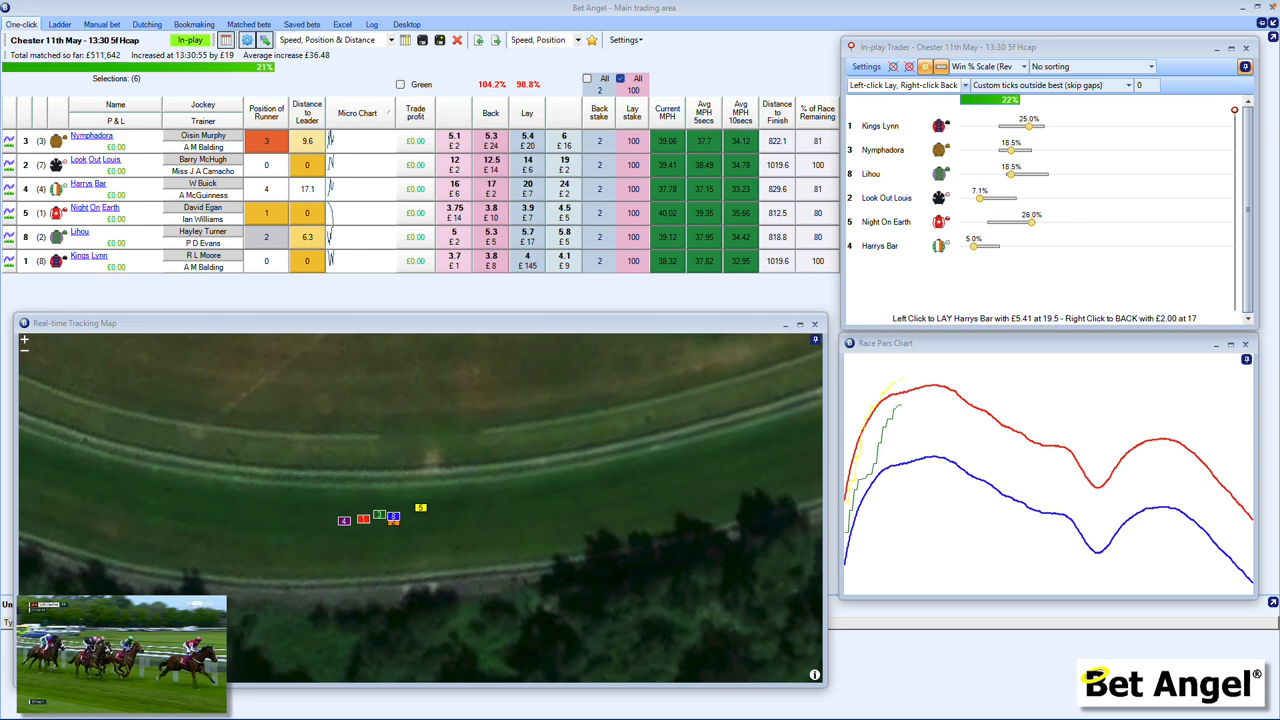 Bet Angel - Main trading area
One-click Ladder Manual bet Dutching Bookmaking Matched bets Saved bets Excel Log Desktop
Chester 11th May - 13:30 5f Hcap In-play Speed, Position & Distance Speed, Position Settings
Total matched so far: £511,642 Increased at 13:30:55 by £19 Average increase £36.48
21%
Selections: (6) All All
Green 104.2% 98.8% 2 100
Name Jockey Position of Runner Distance to Leader Micro Chart Trade profit Back Lay Back stake Lay stake Current MPH Avg MPH 5secs Avg MPH 10secs Distance to Finish % of Race Remaining
P & L Trainer
3 (3) Nymphadora Oisin Murphy 3 9.6 £0.00 5.1 5.3 5.4 6 2 100 39.06 37.7 34.12 822.1 81
£0.00 A M Balding £ 2 £ 24 £ 20 £ 16
2 (7) Look Out Louis Barry McHugh 0 0 £0.00 12 12.5 14 19 2 100 39.41 38.49 34.78 1019.6 100
£0.00 Miss J A Camacho £ 2 £ 14 £ 6 £ 2
4 (4) Harrys Bar W Buick 4 17.1 £0.00 16 17 20 24 2 100 37.78 37.15 33.23 829.6 81
£0.00 A McGuinness £ 6 £ 2 £ 2 £ 2
5 (1) Night On Earth David Egan 1 0 £0.00 3.75 3.8 3.9 4.5 2 100 40.02 39.35 35.66 812.5 80
£0.00 Ian Williams £ 14 £ 10 £ 7 £ 5
8 (2) Lihou Hayley Turner 2 6.3 £0.00 5 5.3 5.7 5.8 2 100 39.12 37.95 34.42 818.8 80
£0.00 P D Evans £ 2 £ 5 £ 17 £ 5
1 (8) Kings Lynn R L Moore 0 0 £0.00 3.7 3.8 4 4.1 2 100 38.32 37.82 32.95 1019.6 100
£0.00 A M Balding £ 1 £ 8 £ 145 £ 9
In-play Trader - Chester 11th May - 13:30 5f Hcap
Settings Win % Scale (Rev No sorting
Left-click Lay, Right-click Back Custom ticks outside best (skip gaps) 0
22%
1 Kings Lynn 25.0%
3 Nymphadora 18.5%
8 Lihou 18.5%
2 Look Out Louis 7.1%
5 Night On Earth 26.0%
4 Harrys Bar 5.0%
Left Click to LAY Harrys Bar with £5.41 at 19.5 - Right Click to BACK with £2.00 at 17
Real-time Tracking Map
4 1 3 8 5
Race Pars Chart
Un
Ty
Bet Angel®